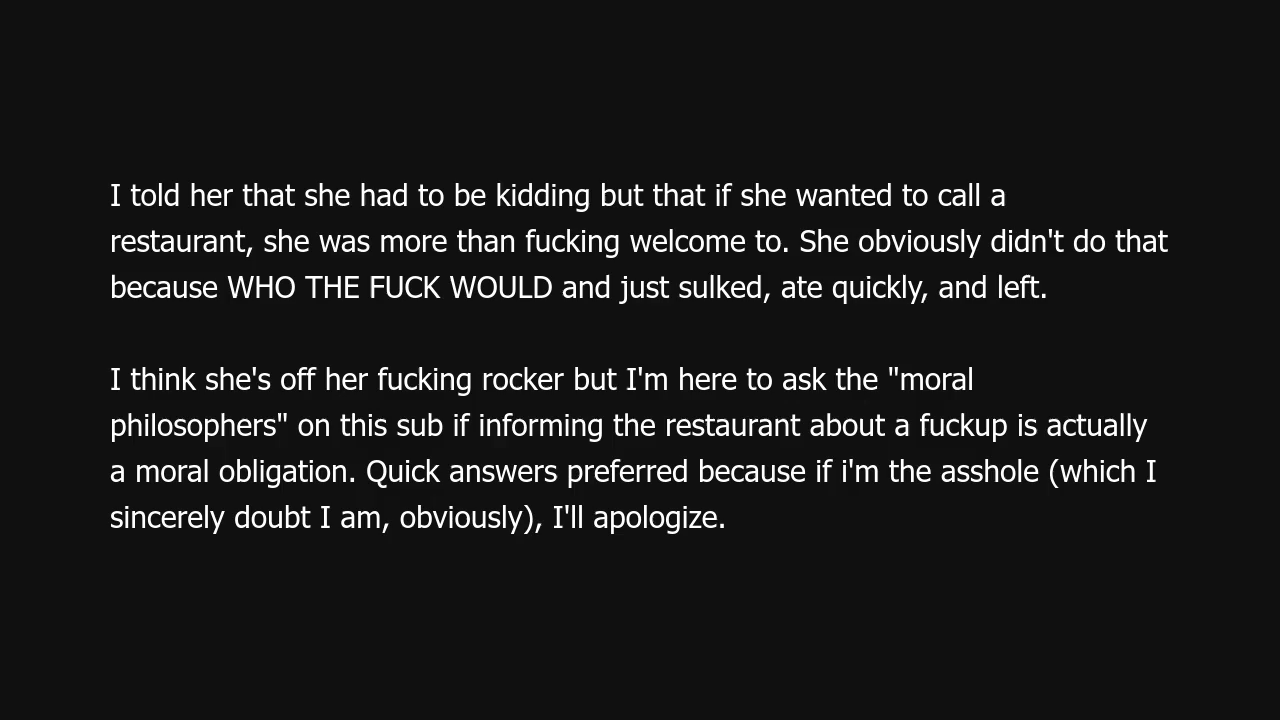 I told her that she had to be kidding but that if she wanted to call a
restaurant, she was more than fucking welcome to. She obviously didn't do that
because WHO THE FUCK WOULD and just sulked, ate quickly, and left.
I think she's off her fucking rocker but I'm here to ask the "moral
philosophers" on this sub if informing the restaurant about a fuckup is actually
a moral obligation. Quick answers preferred because if i'm the asshole (which I
sincerely doubt I am, obviously), I'll apologize.